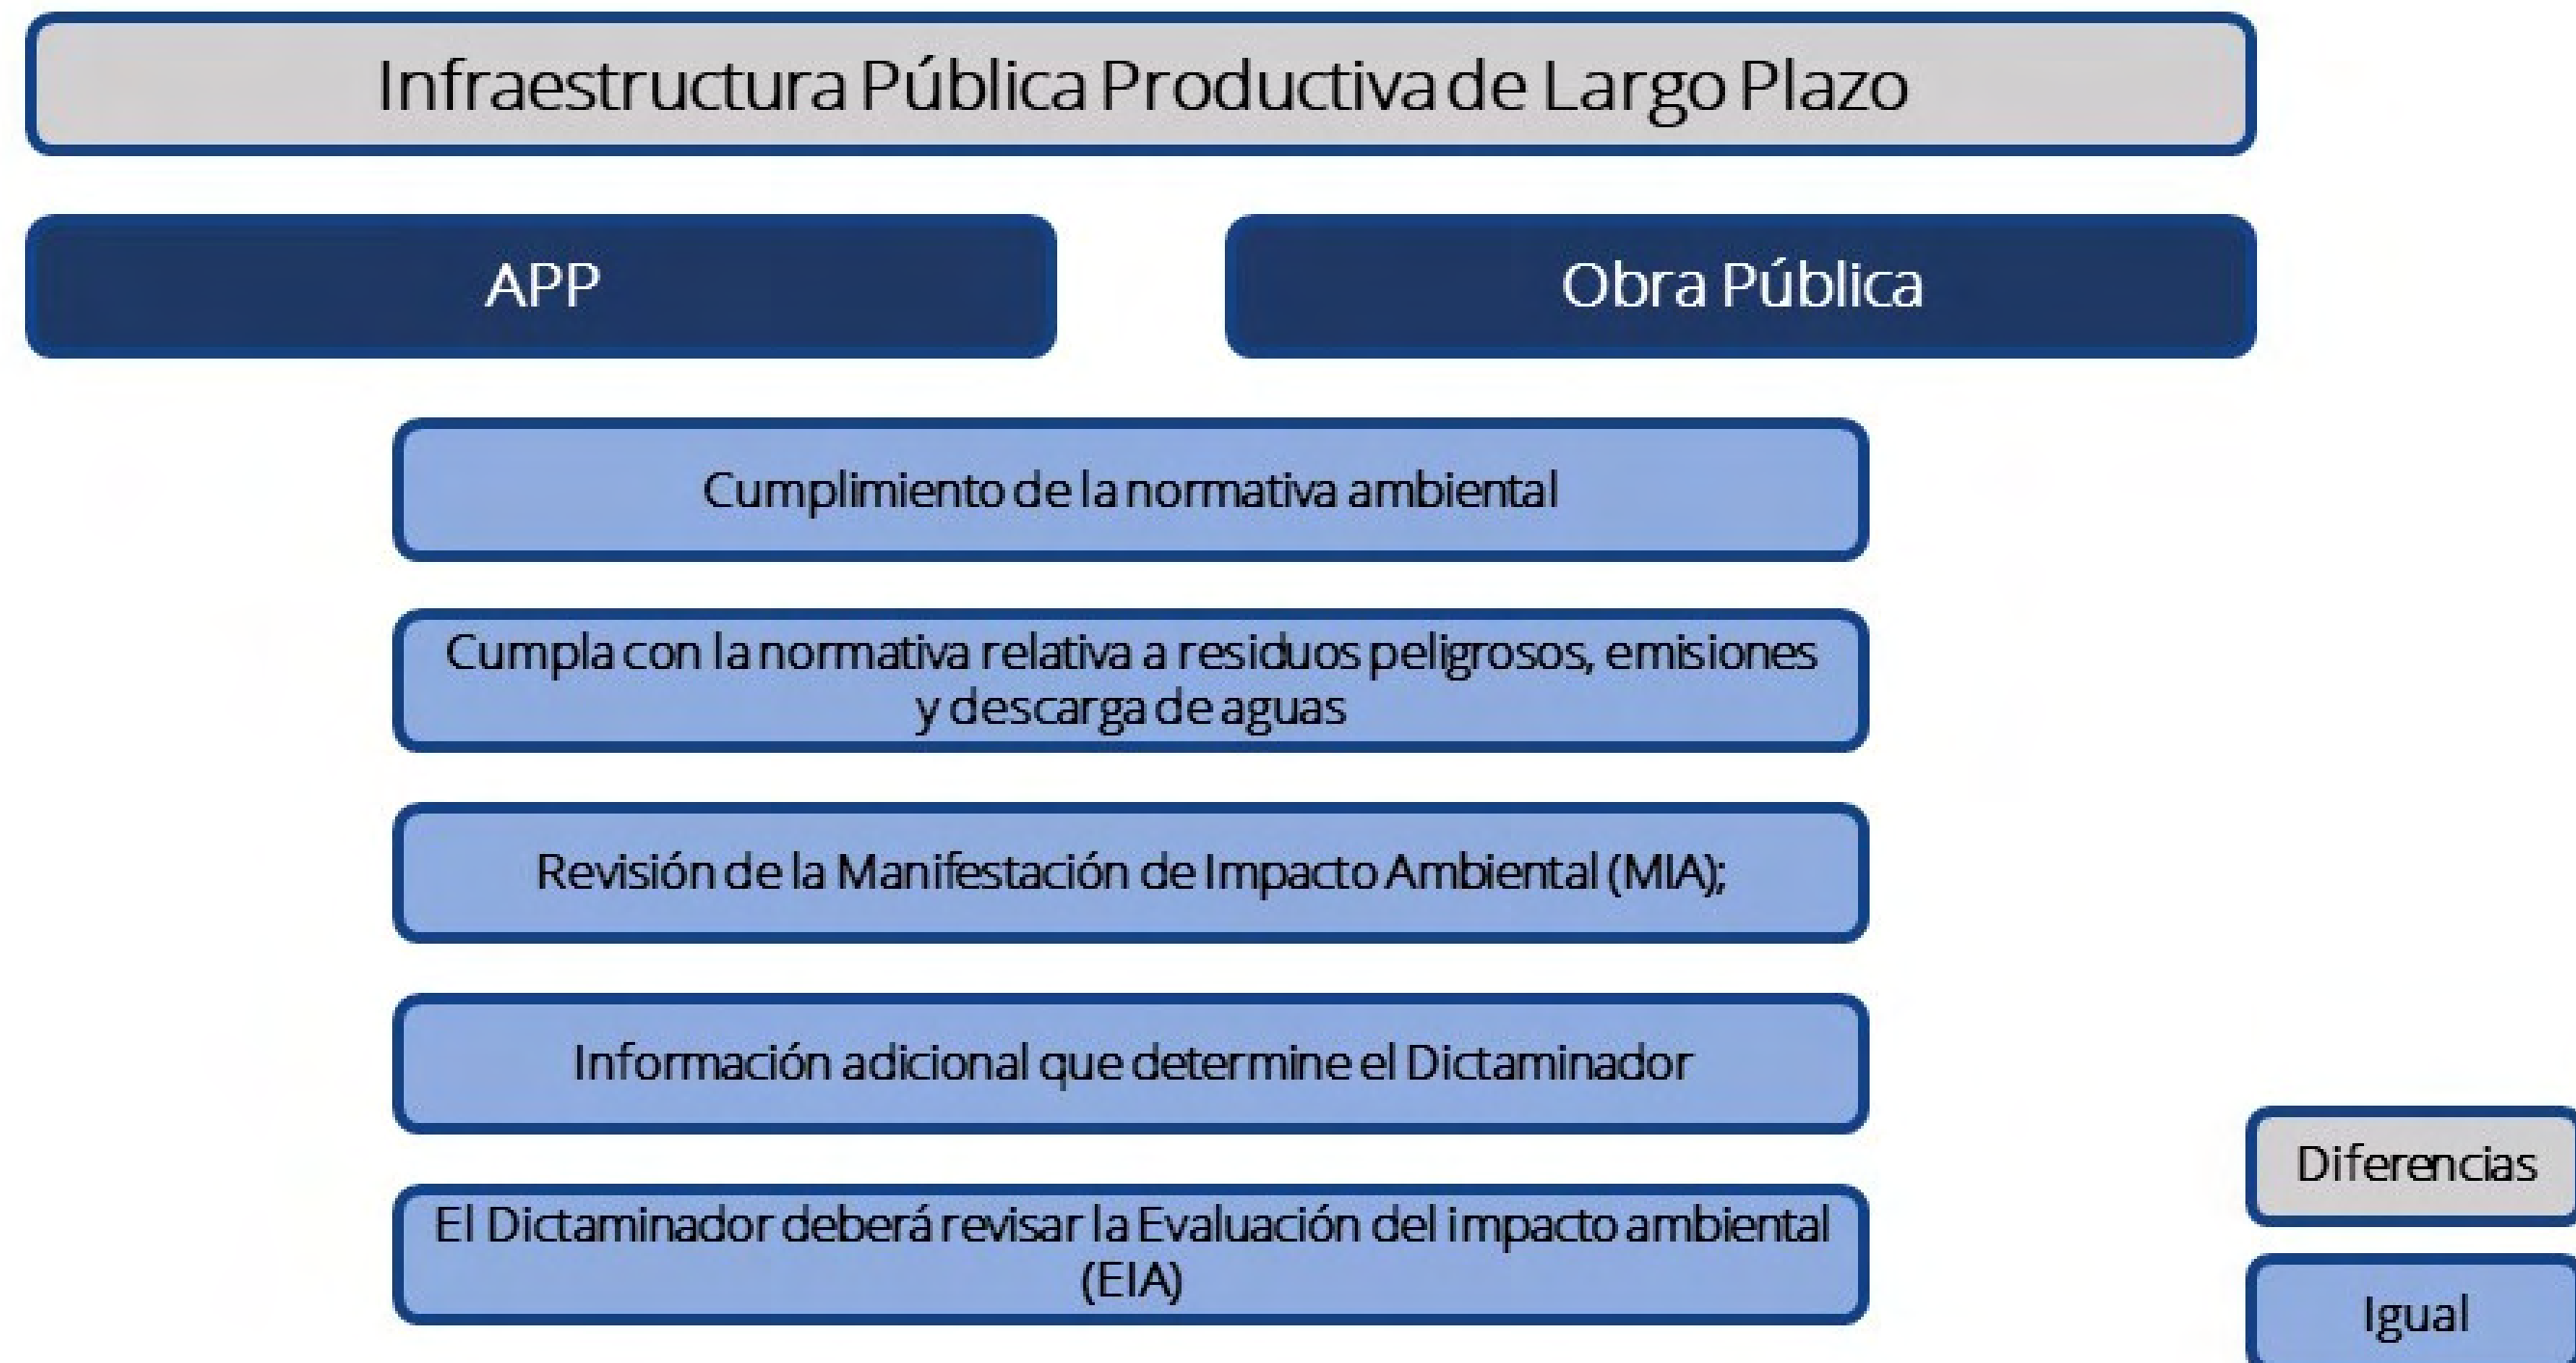 Infraestructura Pública Productiva de Largo Plazo
APP
Obra Pública
Cumplimiento de la normativa ambiental
Cumpla con la normativa relativa a residuos peligrosos, emisiones
y descarga de aguas
Revisión de la Manifestación de Impacto Ambiental (MIA);
Información adicional que determine el Dictaminador
El Dictaminador deberá revisar la Evaluación del impacto ambiental
(EIA)
Diferencias
Igual